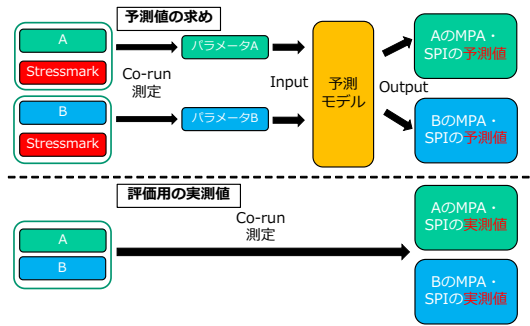 予測値の求め
A
Stressmark
B
Stressmark
Co-run
測定
パラメータA
パラメータB
Input
予測
モデル
Output
AのMPA・
SPIの予測値
BのMPA・
SPIの予測値
評価用の実測値
A
B
Co-run
測定
AのMPA・
SPIの実測値
BのMPA・
SPIの実測値